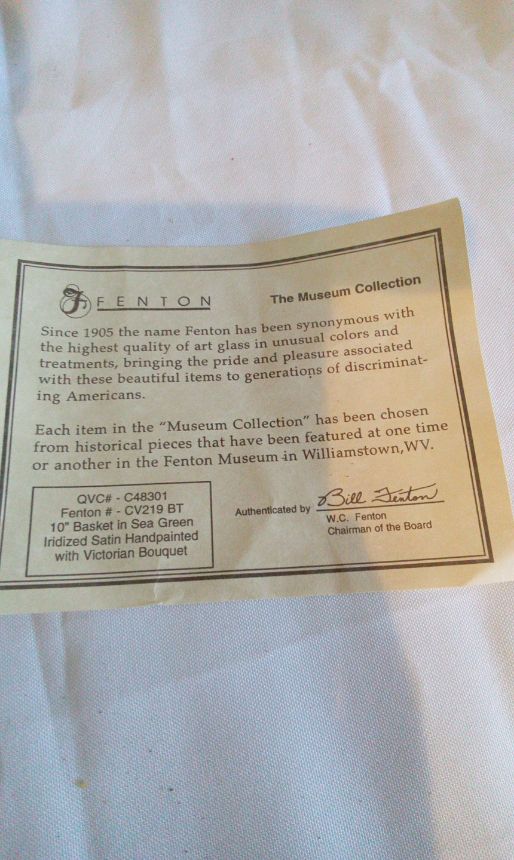 FENTON
The Museum Collection
Since 1905 the name Fenton has been synonymous with
the highest quality of art glass in unusual colors and
treatments, bringing the pride and pleasure associated
with these beautiful items to generations of discriminat-
ing Americans.
Each item in the “Museum Collection” has been chosen
from historical pieces that have been featured at one time
or another in the Fenton Museum in Williamstown,WV.
QVC# - C48301
Fenton # - CV219 BT
10" Basket in Sea Green
Iridized Satin Handpainted
with Victorian Bouquet
Authenticated by
Bill Fenton
W.C. Fenton
Chairman of the Board